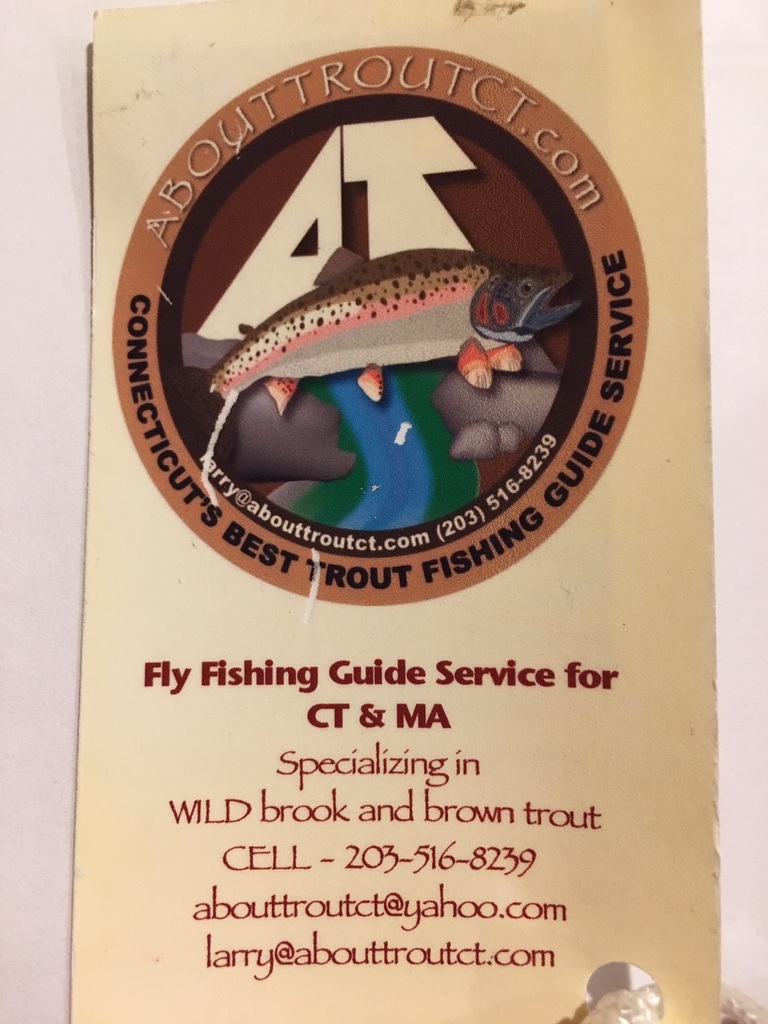 ABOUTTROUTCT.com
AT
larry@abouttroutct.com (203) 516-8239
CONNECTICUT'S BEST TROUT FISHING GUIDE SERVICE
Fly Fishing Guide Service for
CT & MA
Specializing in
WILD brook and brown trout
CELL - 203-516-8239
abouttroutct@yahoo.com
larry@abouttroutct.com